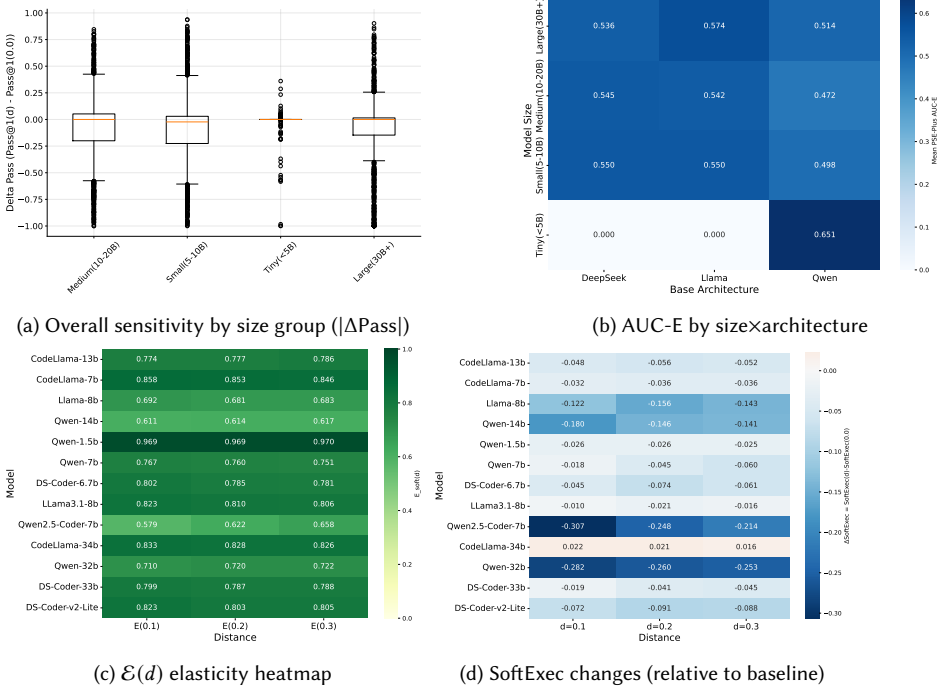 Delta Pass (Pass@1(d) - Pass@1(0.0))
1.00
0.75
0.50
0.25
0.00
−0.25
−0.50
−0.75
−1.00
Medium(10-20B)
Small(5-10B)
Tiny(<5B)
Large(30B+)
(a) Overall sensitivity by size group (|ΔPass|)
Model Size
Large(30B+)
0.536 0.574 0.514
Medium(10-20B)
0.545 0.542 0.472
Small(5-10B)
0.550 0.550 0.498
Tiny(<5B)
0.000 0.000 0.651
DeepSeek Llama Qwen
Base Architecture
0.6
0.5
0.4
0.3
0.2
0.1
0.0
Mean PSE-Plus AUC-E
(b) AUC-E by size×architecture
Model
CodeLlama-13b 0.774 0.777 0.786
CodeLlama-7b 0.858 0.853 0.846
Llama-8b 0.692 0.681 0.683
Qwen-14b 0.611 0.614 0.617
Qwen-1.5b 0.969 0.969 0.970
Qwen-7b 0.767 0.760 0.751
DS-Coder-6.7b 0.802 0.785 0.781
LLama3.1-8b 0.823 0.810 0.806
Qwen2.5-Coder-7b 0.579 0.622 0.658
CodeLlama-34b 0.833 0.828 0.826
Qwen-32b 0.710 0.720 0.722
DS-Coder-33b 0.799 0.787 0.788
DS-Coder-v2-Lite 0.823 0.803 0.805
E(0.1) E(0.2) E(0.3)
Distance
1.0
0.8
0.6
0.4
0.2
0.0
E_soft(d)
(c) ℰ(d) elasticity heatmap
Model
CodeLlama-13b -0.048 -0.056 -0.052
CodeLlama-7b -0.032 -0.036 -0.036
Llama-8b -0.122 -0.156 -0.143
Qwen-14b -0.180 -0.146 -0.141
Qwen-1.5b -0.026 -0.026 -0.025
Qwen-7b -0.018 -0.045 -0.060
DS-Coder-6.7b -0.045 -0.074 -0.061
LLama3.1-8b -0.010 -0.021 -0.016
Qwen2.5-Coder-7b -0.307 -0.248 -0.214
CodeLlama-34b 0.022 0.021 0.016
Qwen-32b -0.282 -0.260 -0.253
DS-Coder-33b -0.019 -0.041 -0.045
DS-Coder-v2-Lite -0.072 -0.091 -0.088
d=0.1 d=0.2 d=0.3
Distance
0.00
−0.05
−0.10
−0.15
−0.20
−0.25
−0.30
ΔSoftExec = SoftExec(d)-SoftExec(0.0)
(d) SoftExec changes (relative to baseline)